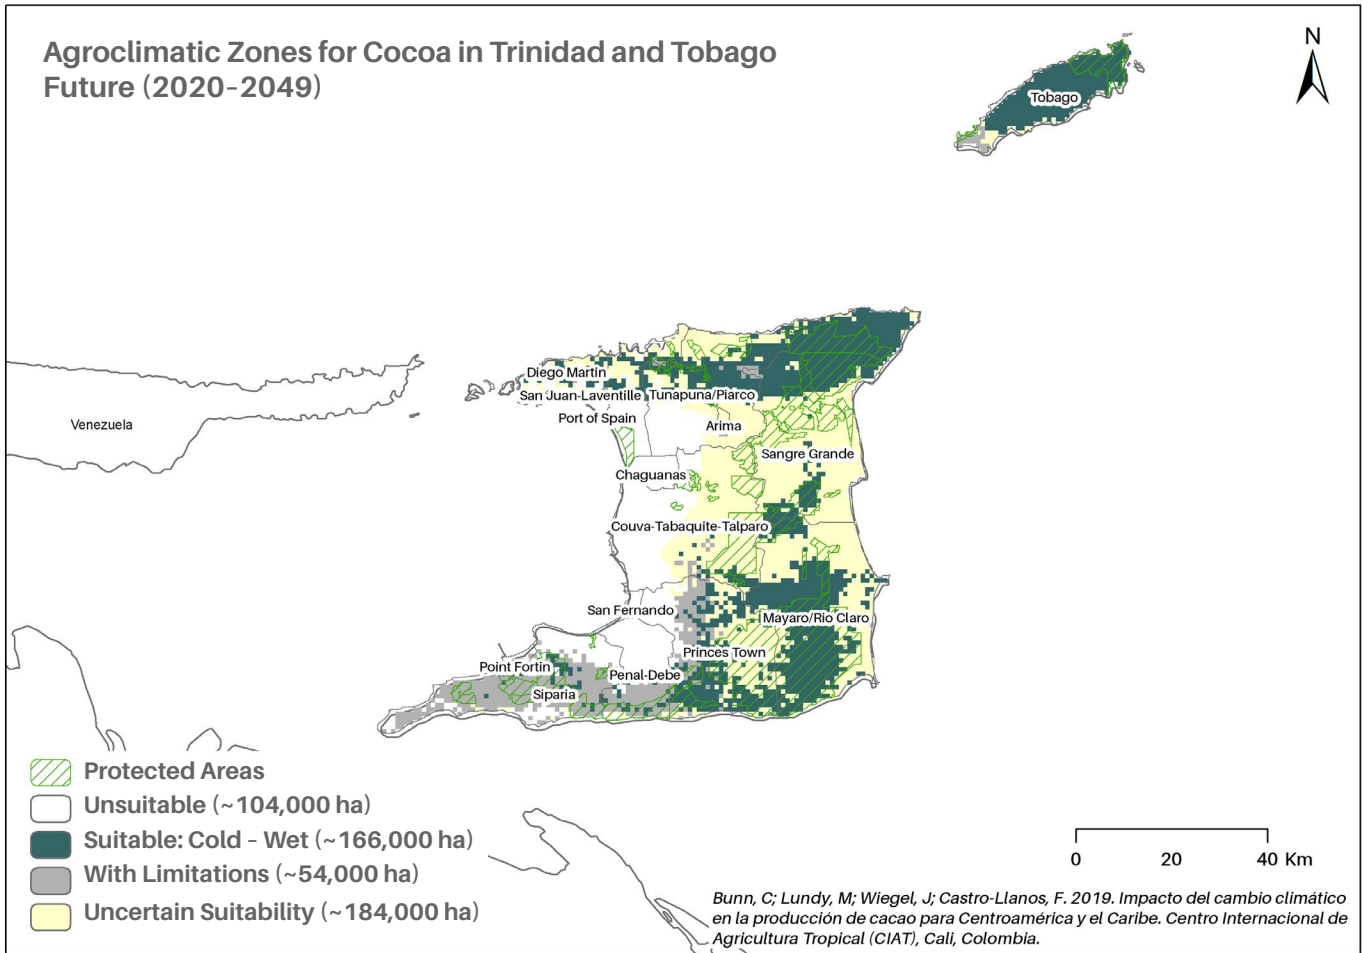 Agroclimatic Zones for Cocoa in Trinidad and Tobago
Future (2020-2049)
N
Tobago
Diego Martin
San Juan-Laventille
Tunapuna/Piarco
Port of Spain
Arima
Venezuela
Sangre Grande
Chaguanas
Couva-Tabaquite-Talparo
San Fernando
Mayaro/Rio Claro
Princes Town
Point Fortin
Penal-Debe
Siparia
Protected Areas
Unsuitable (~104,000 ha)
Suitable: Cold - Wet (~166,000 ha)
With Limitations (~54,000 ha)
Uncertain Suitability (~184,000 ha)
0 20 40 Km
Bunn, C; Lundy, M; Wiegel, J; Castro-Llanos, F. 2019. Impacto del cambio climático
en la producción de cacao para Centroamérica y el Caribe. Centro Internacional de
Agricultura Tropical (CIAT), Cali, Colombia.